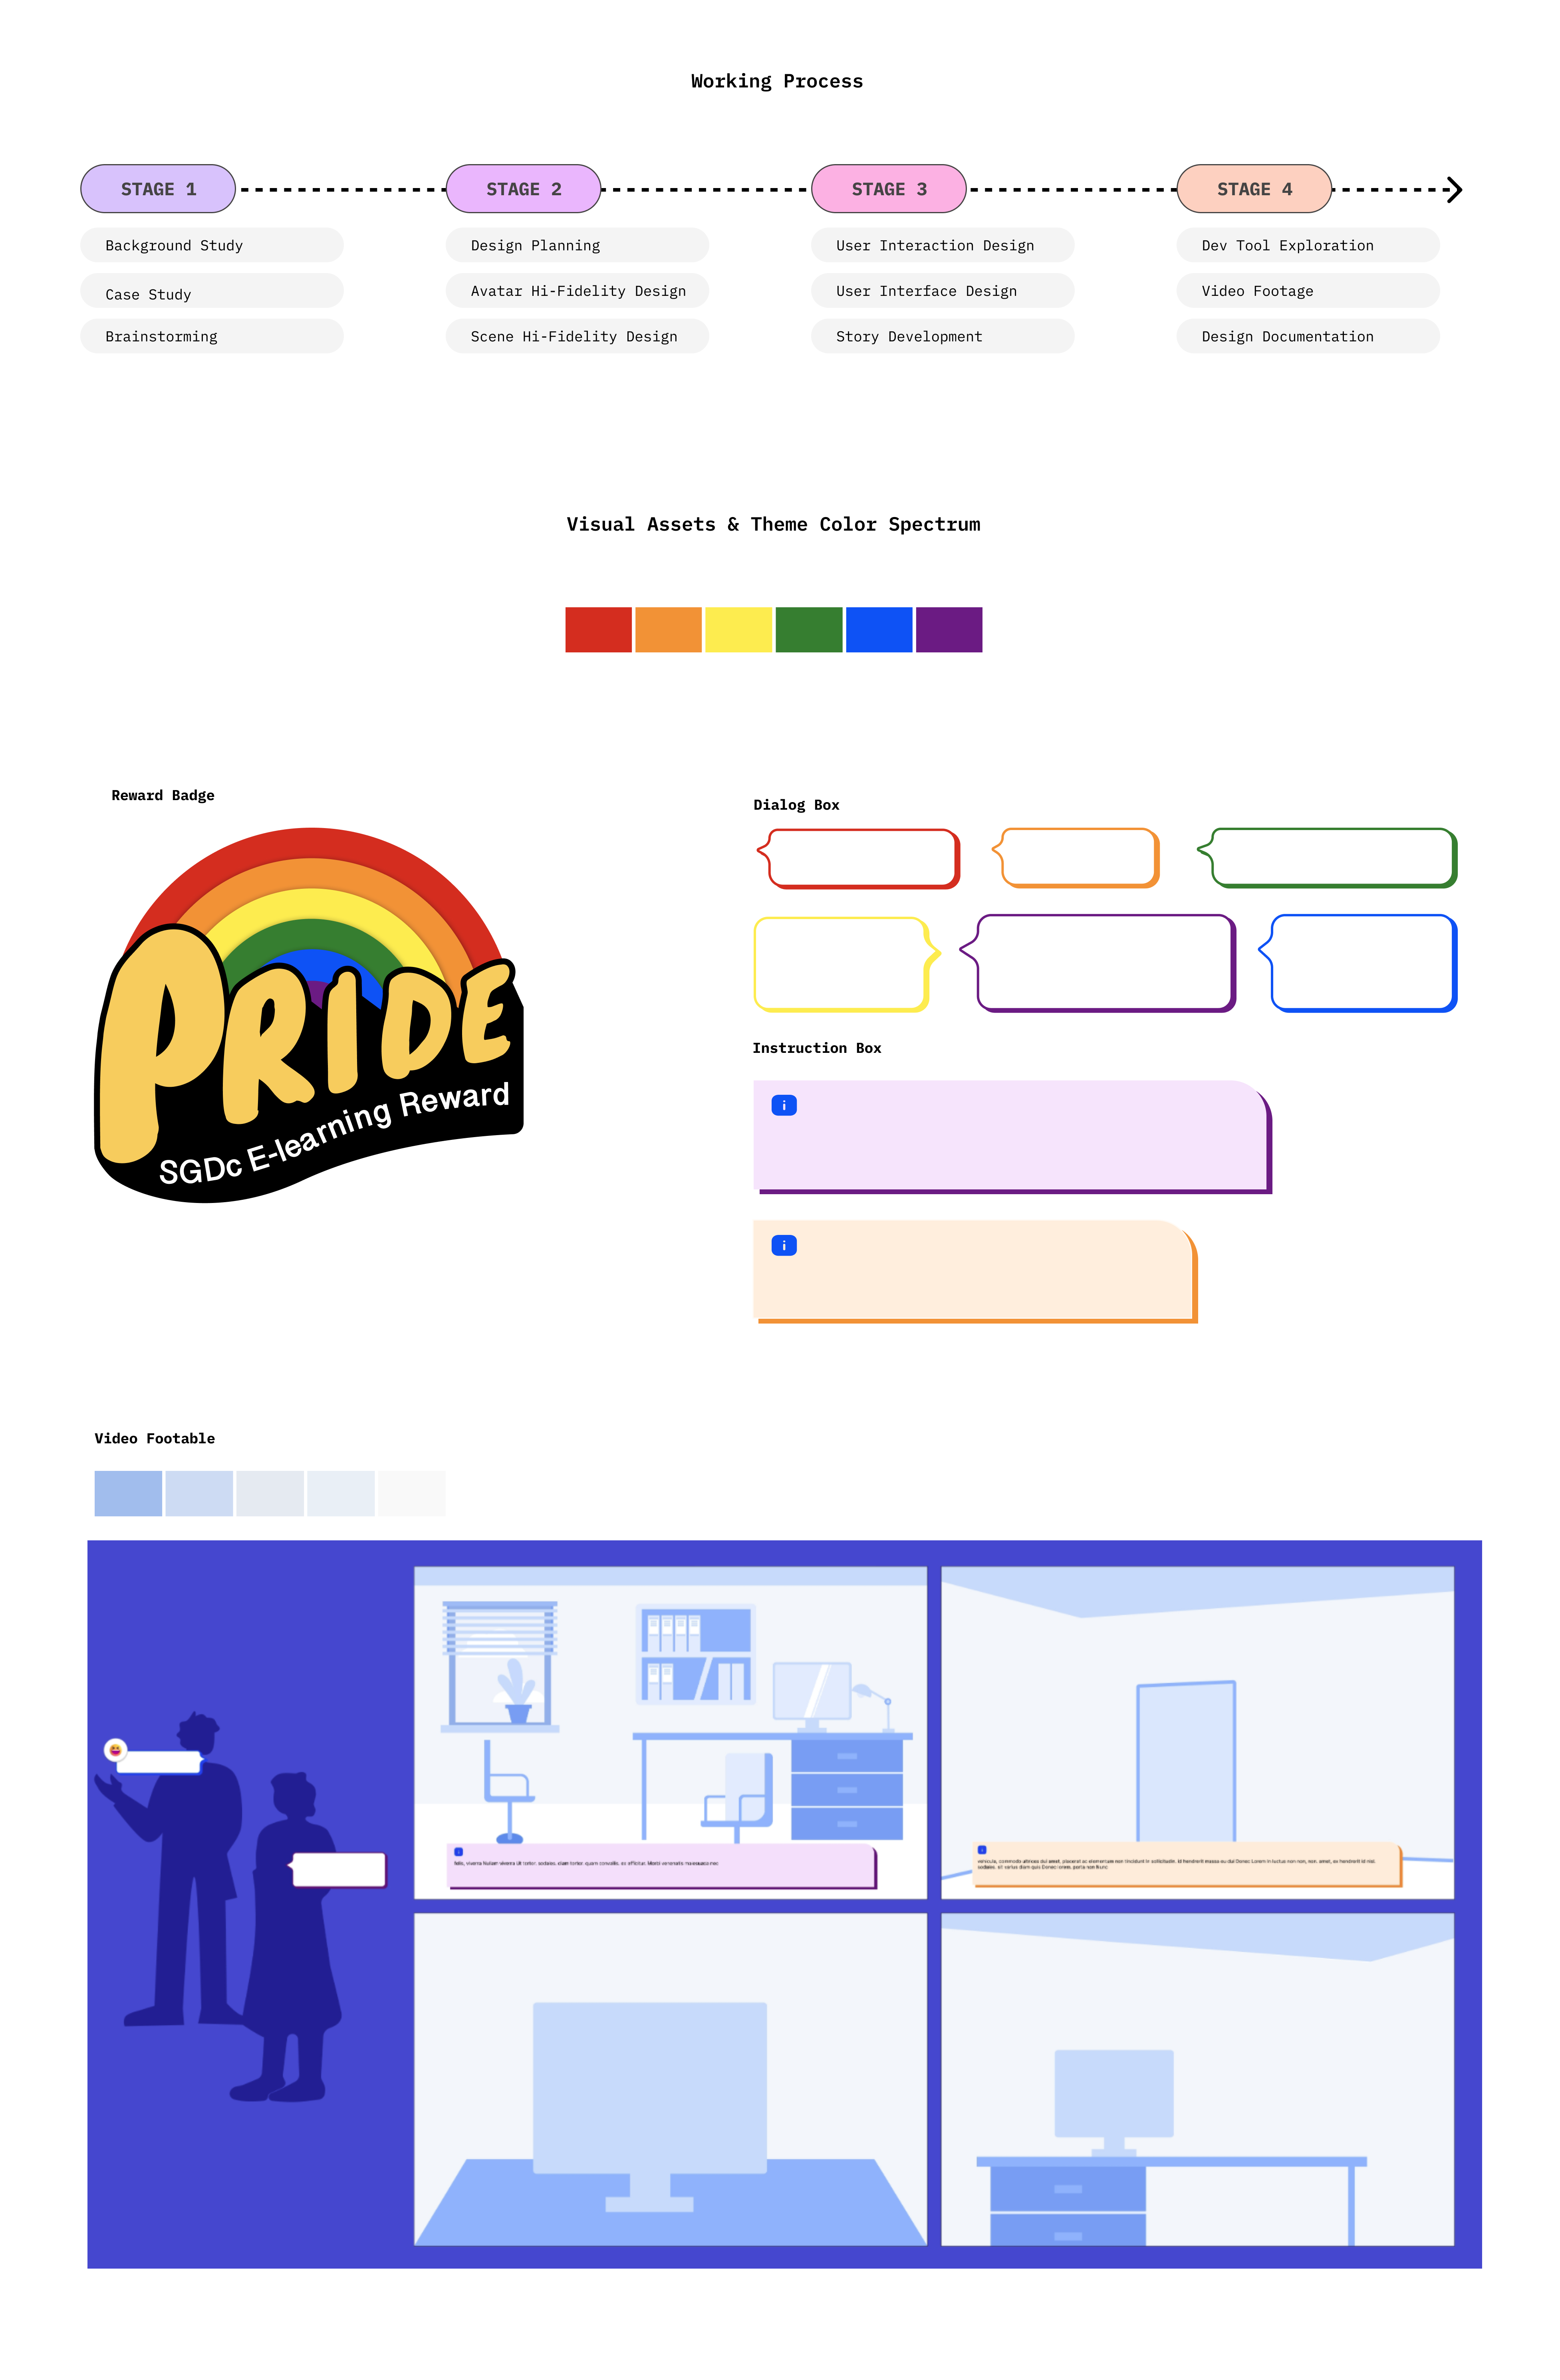 Working Process
STAGE 1
STAGE 2
STAGE 3
STAGE 4
Background Study
Design Planning
User Interaction Design
Dev Tool Exploration
Case Study
Avatar Hi-Fidelity Design
User Interface Design
Video Footage
Brainstorming
Scene Hi-Fidelity Design
Story Development
Design Documentation
Visual Assets & Theme Color Spectrum
Reward Badge
PRIDE
SGDc E-learning Reward
Dialog Box
Instruction Box
i
i
Video Footable